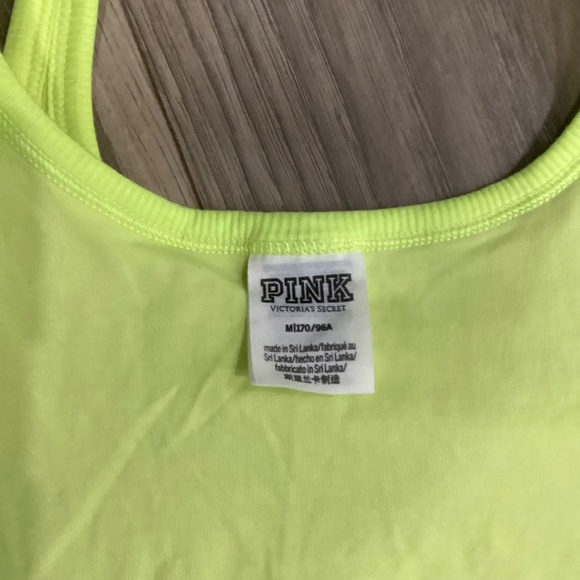 PINK
VICTORIA'S SECRET
M|170/96A
made in Sri Lanka/fabriqué au
Sri Lanka/hecho en Sri Lanka/
fabbricato in Sri Lanka/
斯里兰卡制造